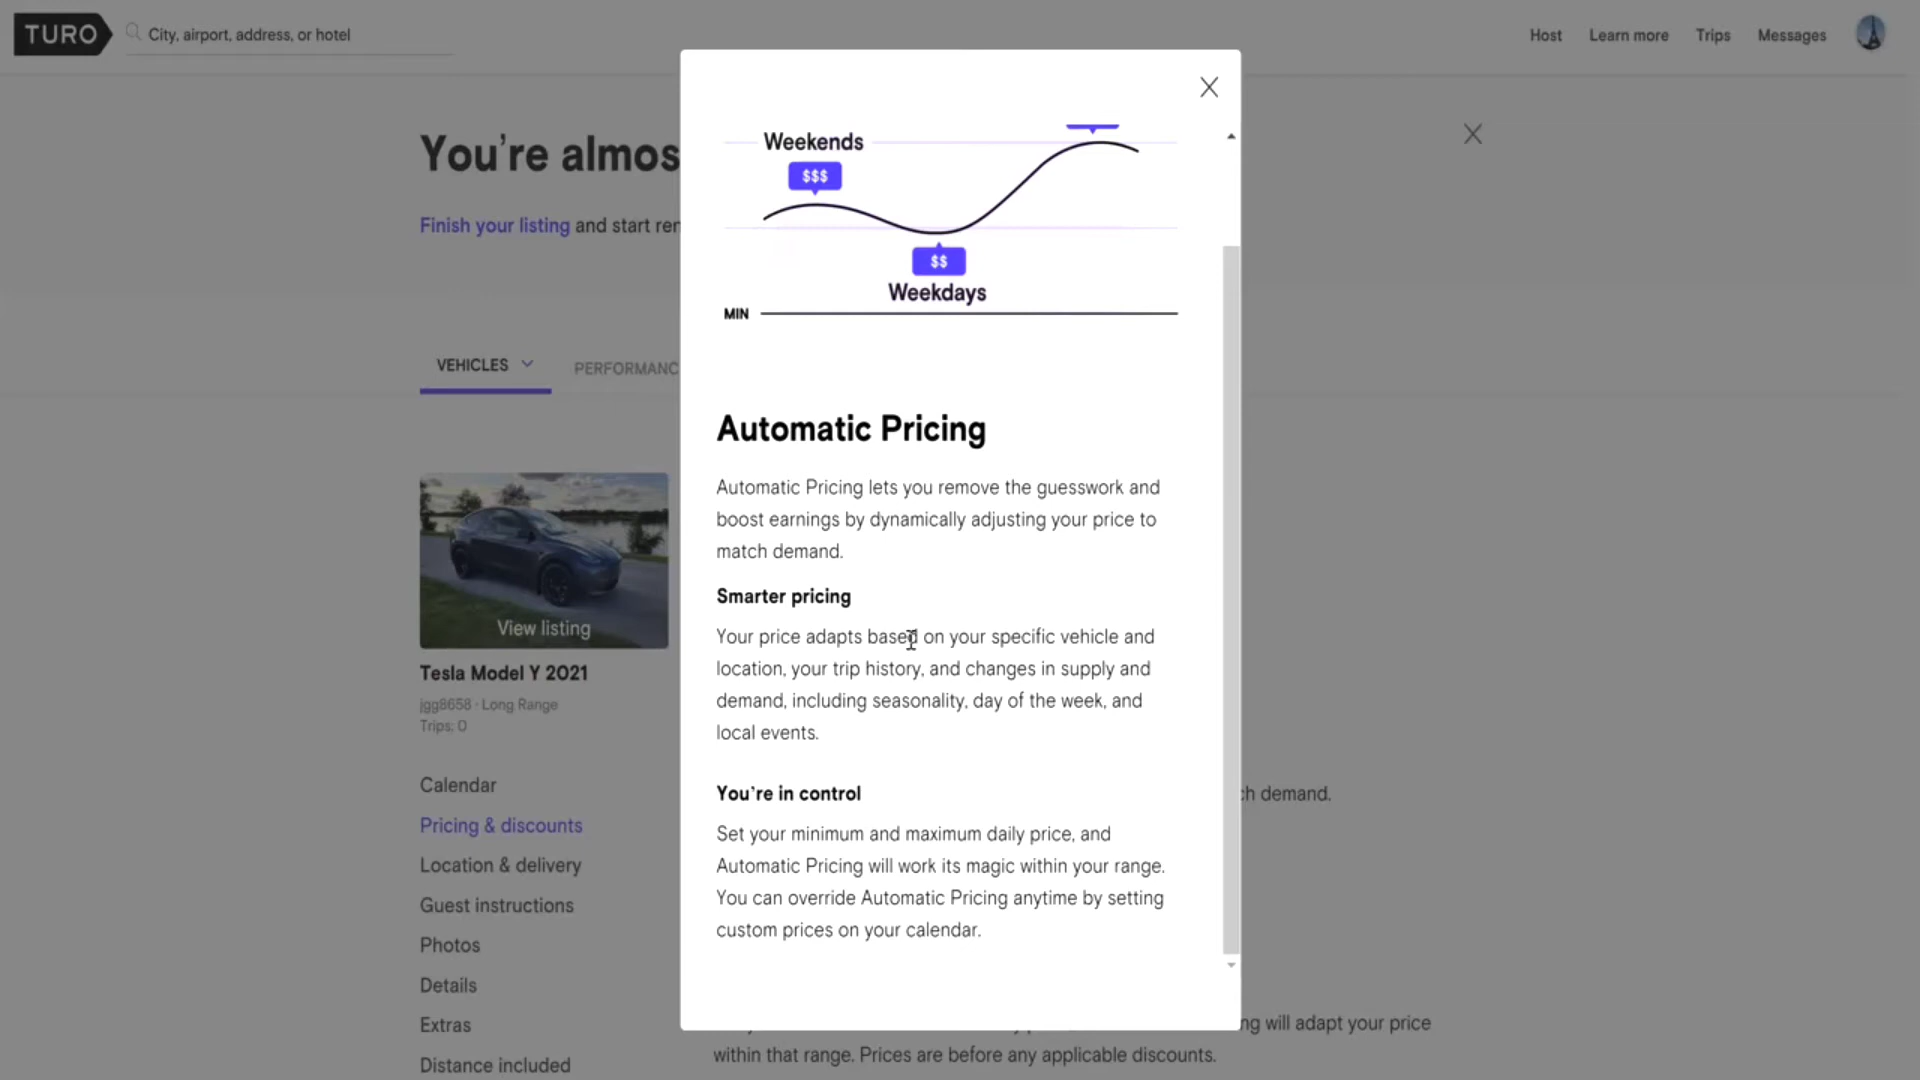 TURO
City, airport, address, or hotel
Host
Learn more
Trips
Messages
You're almos
Finish your listing and start ren
VEHICLES
PERFORMANC
View listing
Tesla Model Y 2021
jgg8658 · Long Range
Trips: 0
Calendar
Pricing & discounts
Location & delivery
Guest instructions
Photos
Details
Extras
Distance included
Weekends
$$$
$$
Weekdays
MIN
Automatic Pricing
Automatic Pricing lets you remove the guesswork and
boost earnings by dynamically adjusting your price to
match demand.
Smarter pricing
Your price adapts based on your specific vehicle and
location, your trip history, and changes in supply and
demand, including seasonality, day of the week, and
local events.
You're in control
Set your minimum and maximum daily price, and
Automatic Pricing will work its magic within your range.
You can override Automatic Pricing anytime by setting
custom prices on your calendar.
ch demand.
ng will adapt your price
within that range. Prices are before any applicable discounts.